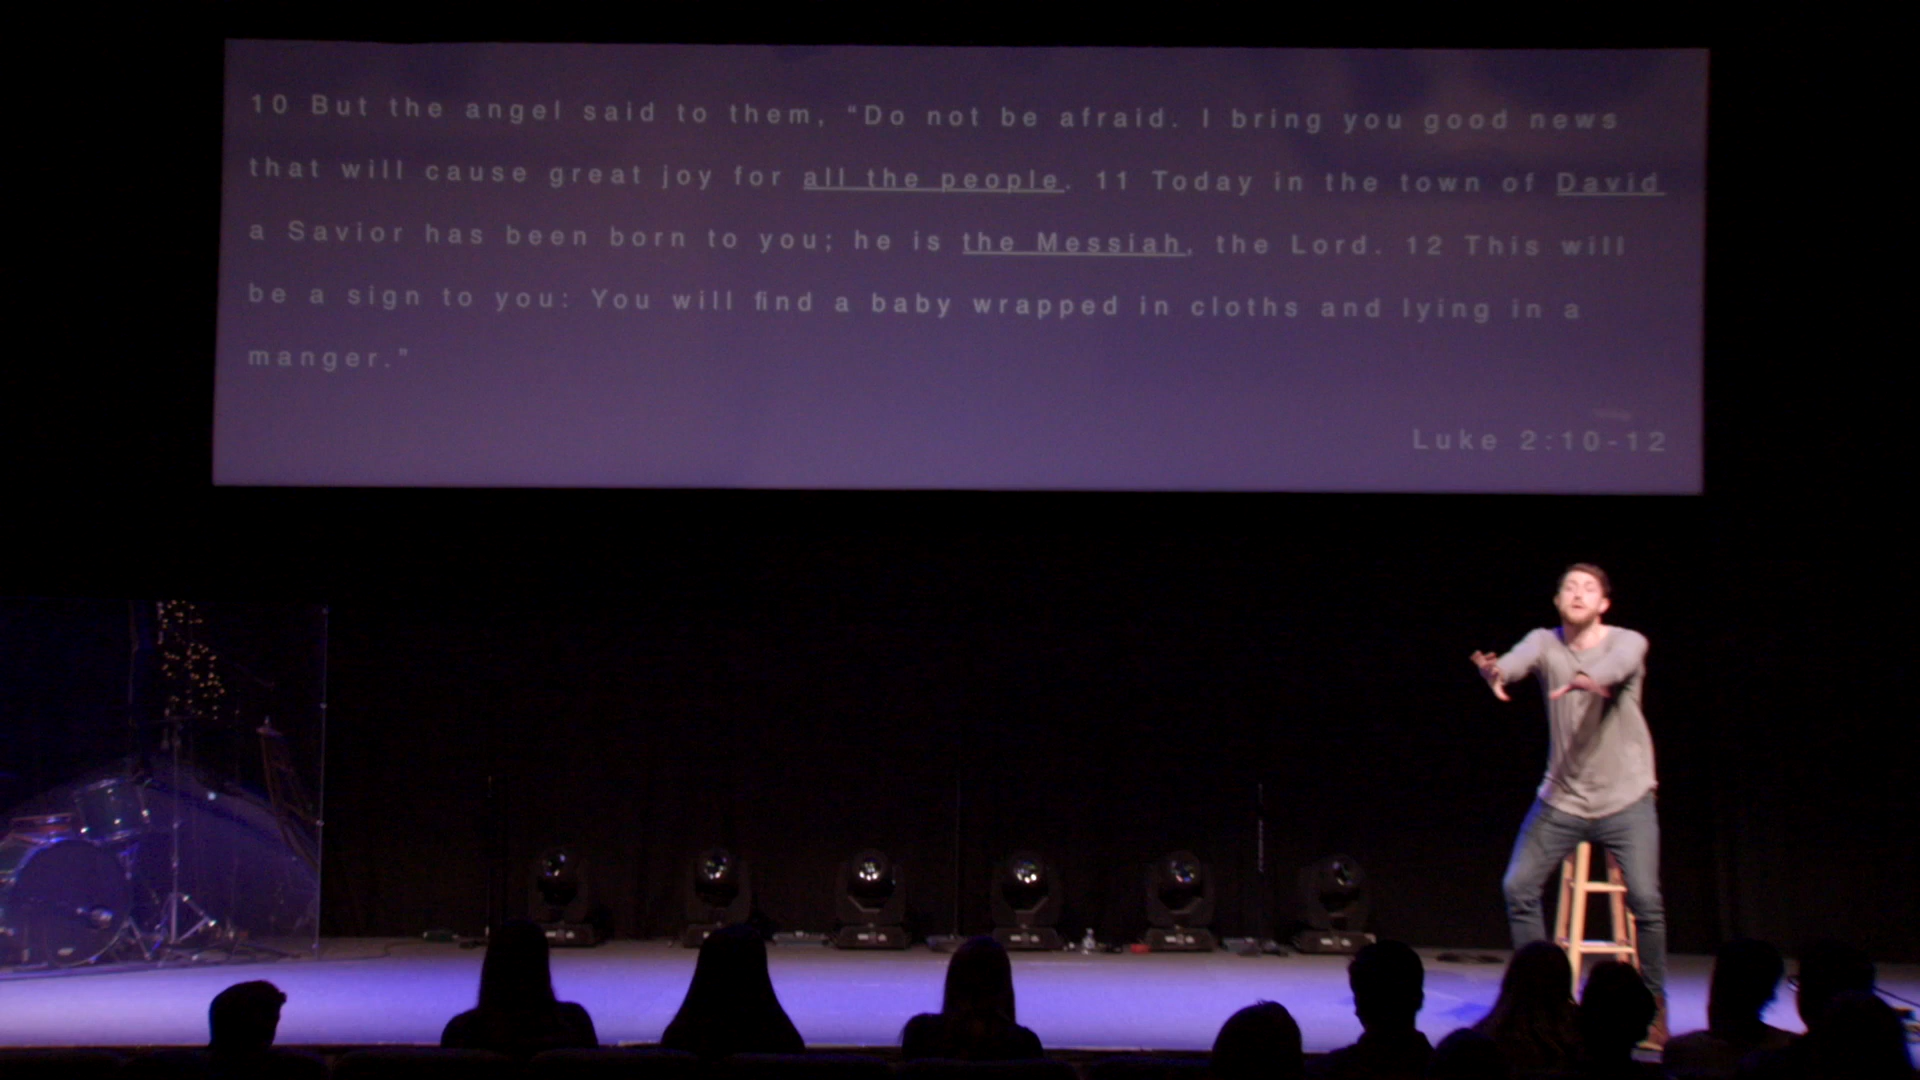 10 But the angel said to them, “Do not be afraid. I bring you good news
that will cause great joy for all the people. 11 Today in the town of David
a Savior has been born to you; he is the Messiah, the Lord. 12 This will
be a sign to you: You will find a baby wrapped in cloths and lying in a
manger.”
Luke 2:10-12